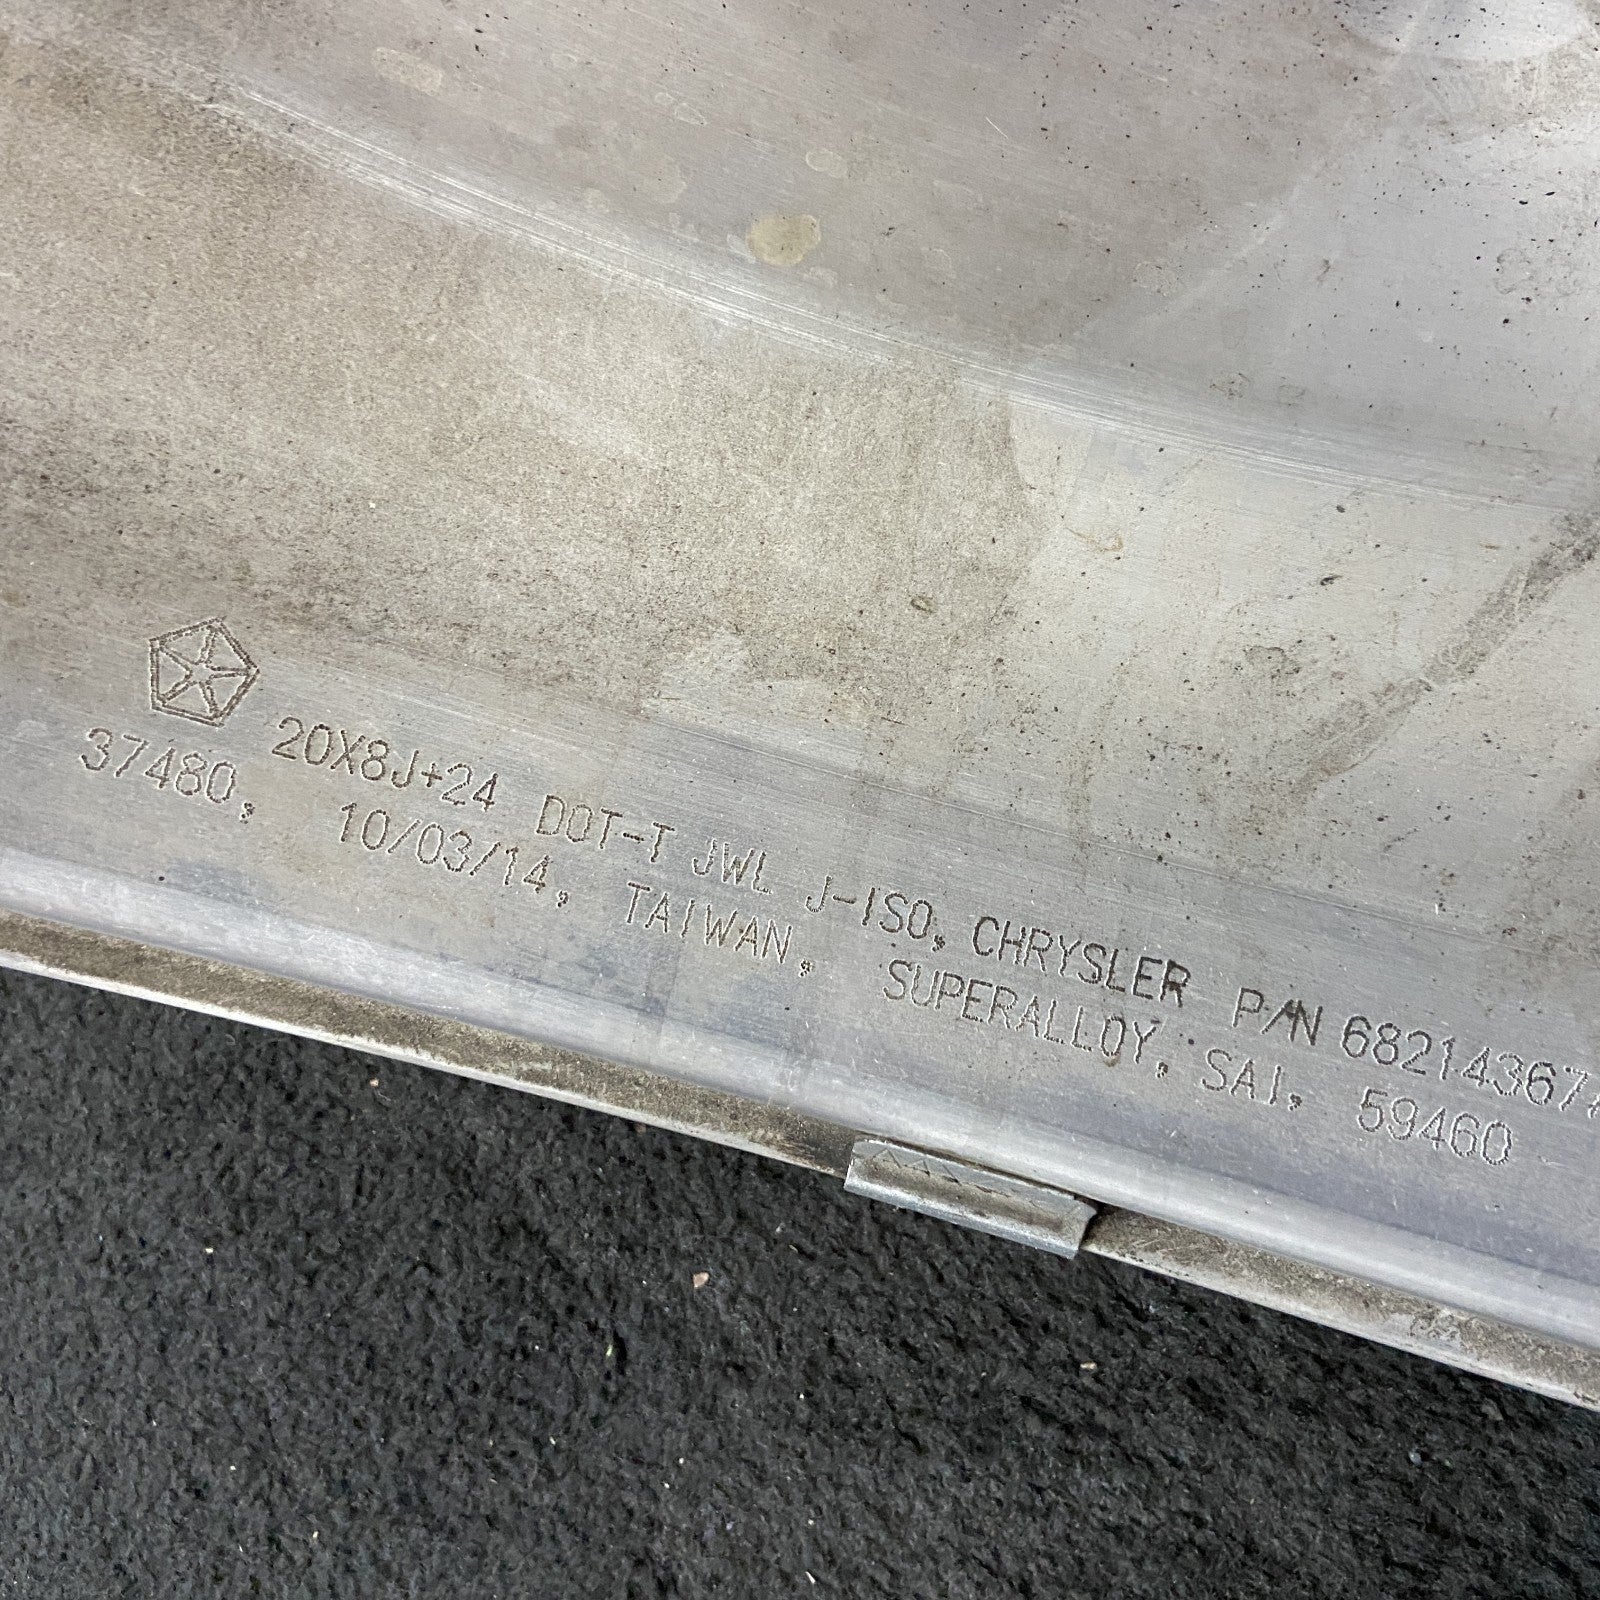 20X8J+24 DOT-T JWL J-ISO, CHRYSLER P/N 68214367
37480, 10/03/14, TAIWAN, SUPERALLOY, SAI, 59460